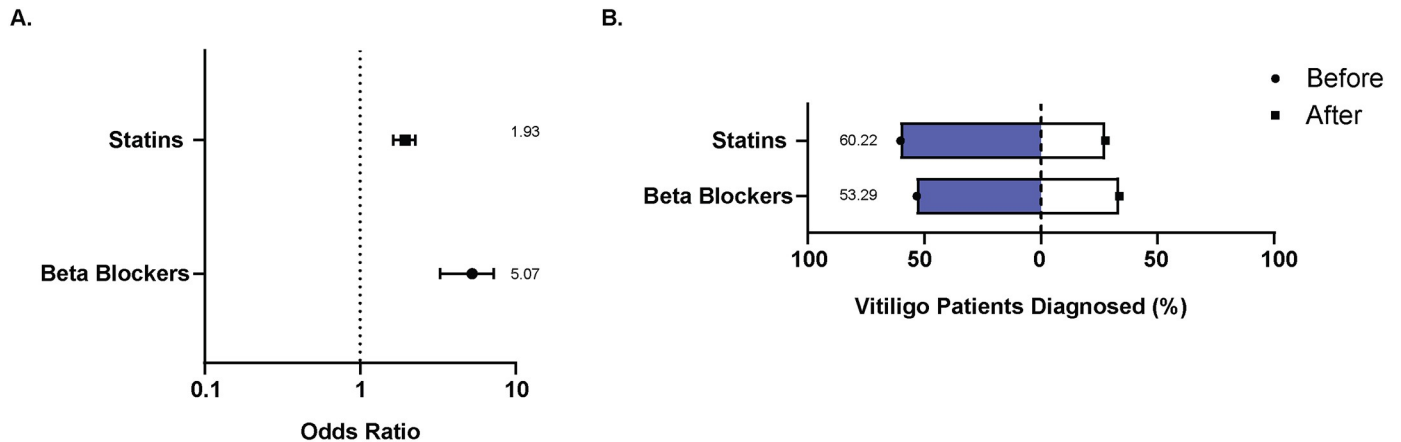 A.
Statins
1.93
Beta Blockers
5.07
0.1 1 10
Odds Ratio
B.
Before
After
Statins
60.22
Beta Blockers
53.29
100 50 0 50 100
Vitiligo Patients Diagnosed (%)